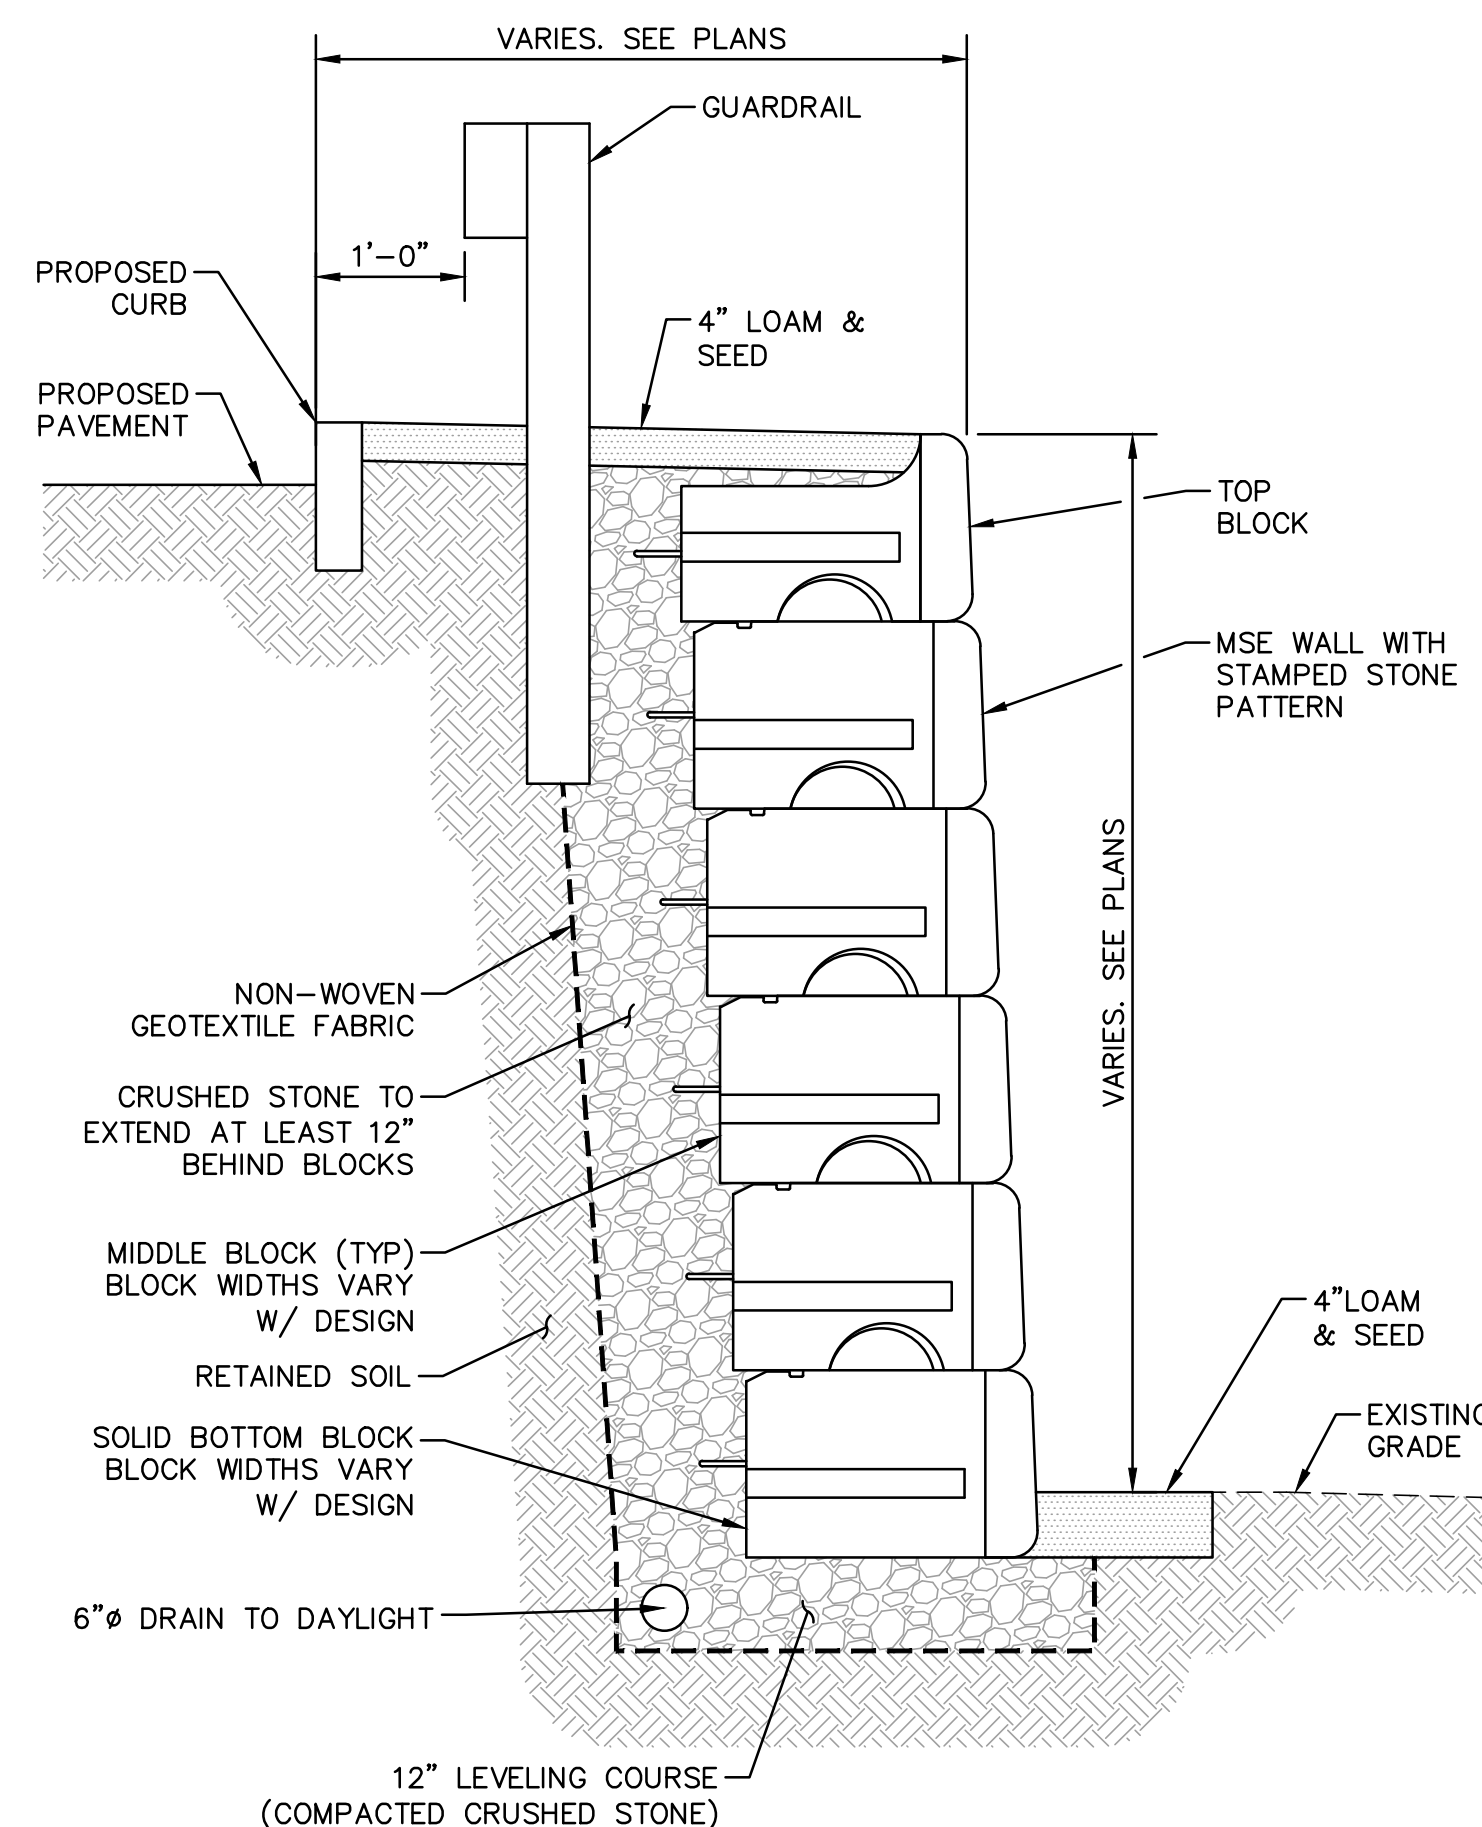 VARIES. SEE PLANS
GUARDRAIL
1'-0"
PROPOSED
CURB
4" LOAM &
SEED
PROPOSED
PAVEMENT
TOP
BLOCK
MSE WALL WITH
STAMPED STONE
PATTERN
VARIES. SEE PLANS
NON-WOVEN
GEOTEXTILE FABRIC
CRUSHED STONE TO
EXTEND AT LEAST 12"
BEHIND BLOCKS
MIDDLE BLOCK (TYP)
BLOCK WIDTHS VARY
W/ DESIGN
RETAINED SOIL
4"LOAM
& SEED
EXISTING
GRADE
SOLID BOTTOM BLOCK
BLOCK WIDTHS VARY
W/ DESIGN
6"ø DRAIN TO DAYLIGHT
12" LEVELING COURSE
(COMPACTED CRUSHED STONE)